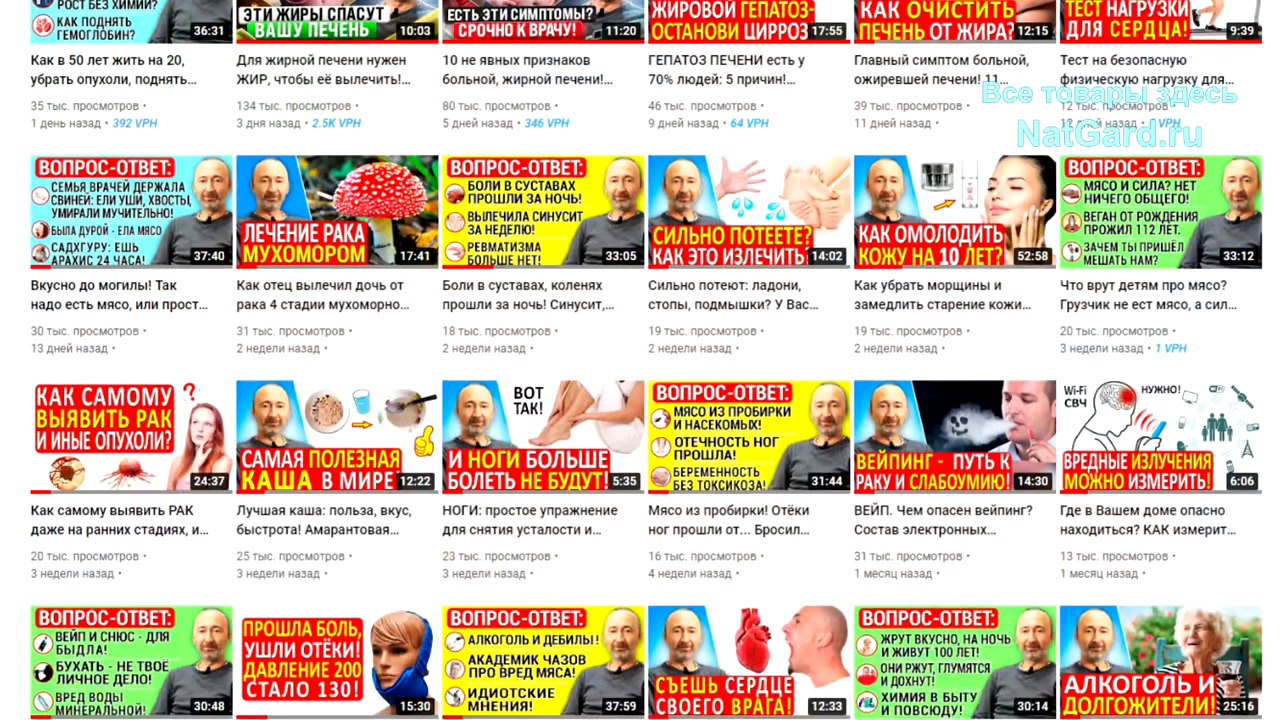 РОСТ БЕЗ ХИМИИ?
КАК ПОДНЯТЬ
ГЕМОГЛОБИН?
36:31
ЭТИ ЖИРЫ СПАСУТ
ВАШУ ПЕЧЕНЬ
10:03
ЕСТЬ ЭТИ СИМПТОМЫ?
СРОЧНО К ВРАЧУ!
11:20
ЖИРОВОЙ ГЕПАТОЗ-
ОСТАНОВИ ЦИРРОЗ
17:55
КАК ОЧИСТИТЬ
ПЕЧЕНЬ ОТ ЖИРА?
12:15
ТЕСТ НАГРУЗКИ
ДЛЯ СЕРДЦА!
9:39
Как в 50 лет жить на 20,
убрать опухоли, поднять...
35 тыс. просмотров •
1 день назад • 392 VPH
Для жирной печени нужен
ЖИР, чтобы её вылечить!...
134 тыс. просмотров •
3 дня назад • 2.5K VPH
10 не явных признаков
больной, жирной печени!...
80 тыс. просмотров •
5 дней назад • 346 VPH
ГЕПАТОЗ ПЕЧЕНИ есть у
70% людей: 5 причин!...
46 тыс. просмотров •
9 дней назад • 64 VPH
Главный симптом больной,
ожиревшей печени! 11...
39 тыс. просмотров •
11 дней назад •
Тест на безопасную
физическую нагрузку для...
12 тыс. просмотров •
Все товары здесь
NatGard.ru
ВОПРОС-ОТВЕТ:
СЕМЬЯ ВРАЧЕЙ ДЕРЖАЛА
СВИНЕЙ: ЕЛИ УШИ, ХВОСТЫ,
УМИРАЛИ МУЧИТЕЛЬНО!
БЫЛА ДУРОЙ - ЕЛА МЯСО
САДХГУРУ: ЕШЬ
АРАХИС 24 ЧАСА!
37:40
ЛЕЧЕНИЕ РАКА
МУХОМОРОМ
17:41
ВОПРОС-ОТВЕТ:
БОЛИ В СУСТАВАХ
ПРОШЛИ ЗА НОЧЬ!
ВЫЛЕЧИЛА СИНУСИТ
ЗА НЕДЕЛЮ!
РЕВМАТИЗМА
БОЛЬШЕ НЕТ!
33:05
СИЛЬНО ПОТЕЕТЕ?
КАК ЭТО ИЗЛЕЧИТЬ?
14:02
КАК ОМОЛОДИТЬ
КОЖУ НА 10 ЛЕТ?
52:58
ВОПРОС-ОТВЕТ:
МЯСО И СИЛА? НЕТ
НИЧЕГО ОБЩЕГО!
ВЕГАН ОТ РОЖДЕНИЯ
ПРОЖИЛ 112 ЛЕТ.
ЗАЧЕМ ТЫ ПРИШЁЛ
МЕШАТЬ НАМ?
33:12
Вкусно до могилы! Так
надо есть мясо, или прост...
30 тыс. просмотров •
13 дней назад •
Как отец вылечил дочь от
рака 4 стадии мухоморно...
31 тыс. просмотров •
2 недели назад •
Боли в суставах, коленях
прошли за ночь! Синусит,...
18 тыс. просмотров •
2 недели назад •
Сильно потеют: ладони,
стопы, подмышки? У Вас...
19 тыс. просмотров •
2 недели назад •
Как убрать морщины и
замедлить старение кожи...
19 тыс. просмотров •
2 недели назад •
Что врут детям про мясо?
Грузчик не ест мясо, а сил...
20 тыс. просмотров •
3 недели назад • 1 VPH
КАК САМОМУ
ВЫЯВИТЬ РАК
И ИНЫЕ ОПУХОЛИ?
?
24:37
САМАЯ ПОЛЕЗНАЯ
КАША В МИРЕ
12:22
ВОТ
ТАК!
И НОГИ БОЛЬШЕ
БОЛЕТЬ НЕ БУДУТ!
5:35
ВОПРОС-ОТВЕТ:
МЯСО ИЗ ПРОБИРКИ
И НАСЕКОМЫХ!
ОТЕЧНОСТЬ НОГ
ПРОШЛА!
БЕРЕМЕННОСТЬ
БЕЗ ТОКСИКОЗА!
31:44
ВЕЙПИНГ - ПУТЬ К
РАКУ И СЛАБОУМИЮ!
14:30
Wi-Fi
СВЧ
НУЖНО!
ВРЕДНЫЕ ИЗЛУЧЕНИЯ
МОЖНО ИЗМЕРИТЬ!
6:06
Как самому выявить РАК
даже на ранних стадиях, и...
20 тыс. просмотров •
3 недели назад •
Лучшая каша: польза, вкус,
быстрота! Амарантовая...
25 тыс. просмотров •
3 недели назад •
НОГИ: простое упражнение
для снятия усталости и...
23 тыс. просмотров •
3 недели назад •
Мясо из пробирки! Отёки
ног прошли от... Бросил...
16 тыс. просмотров •
4 недели назад •
ВЕЙП. Чем опасен вейпинг?
Состав электронных...
31 тыс. просмотров •
1 месяц назад •
Где в Вашем доме опасно
находиться? КАК измерит...
13 тыс. просмотров •
1 месяц назад •
ВОПРОС-ОТВЕТ:
ВЕЙП И СНЮС - ДЛЯ
БЫДЛА!
БУХАТЬ - НЕ ТВОЁ
ЛИЧНОЕ ДЕЛО!
ВРЕД ВОДЫ
МИНЕРАЛЬНОЙ!
30:48
ПРОШЛА БОЛЬ,
УШЛИ ОТЁКИ!
ДАВЛЕНИЕ 200
СТАЛО 130!
15:30
ВОПРОС-ОТВЕТ:
АЛКОГОЛЬ И ДЕБИЛЫ!
АКАДЕМИК ЧАЗОВ
ПРО ВРЕД МЯСА!
ИДИОТСКИЕ
МНЕНИЯ!
37:59
СЪЕШЬ СЕРДЦЕ
СВОЕГО ВРАГА!
12:33
ВОПРОС-ОТВЕТ:
ЖРУТ ВКУСНО, НА НОЧЬ
И ЖИВУТ 100 ЛЕТ!
ОНИ РЖУТ, ГЛУМЯТСЯ
И ДОХНУТ!
ХИМИЯ В БЫТУ
И ПОВСЮДУ!
30:14
АЛКОГОЛЬ И
ДОЛГОЖИТЕЛИ!
25:16